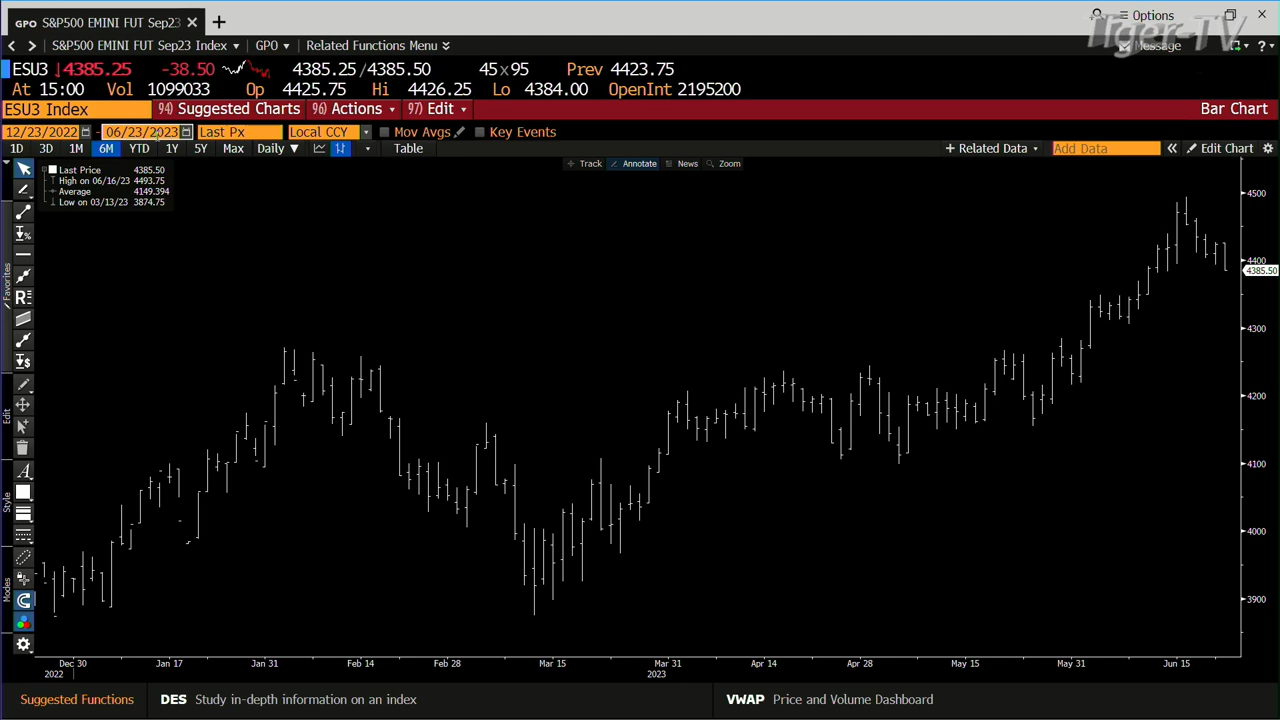 GPO S&P500 EMINI FUT Sep23
Options
S&P500 EMINI FUT Sep23 Index GPO Related Functions Menu Message
Tiger-TV
ESU3 4385.25 -38.50 4385.25/4385.50 45x95 Prev 4423.75
At 15:00 Vol 1099033 Op 4425.75 Hi 4426.25 Lo 4384.00 OpenInt 2195200
ESU3 Index 94) Suggested Charts 96) Actions 97) Edit Bar Chart
12/23/2022 - 06/23/2023 Last Px Local CCY Mov Avgs Key Events
1D 3D 1M 6M YTD 1Y 5Y Max Daily Table + Related Data Add Data Edit Chart
Track Annotate News Zoom
Last Price 4385.50
High on 06/16/23 4493.75
Average 4149.394
Low on 03/13/23 3874.75
Favorites
Edit
Style
Modes
4500
4400
4385.50
4300
4200
4100
4000
3900
Dec 30 Jan 17 Jan 31 Feb 14 Feb 28 Mar 15 Mar 31 Apr 14 Apr 28 May 15 May 31 Jun 15
2022 2023
Suggested Functions DES Study in-depth information on an index VWAP Price and Volume Dashboard